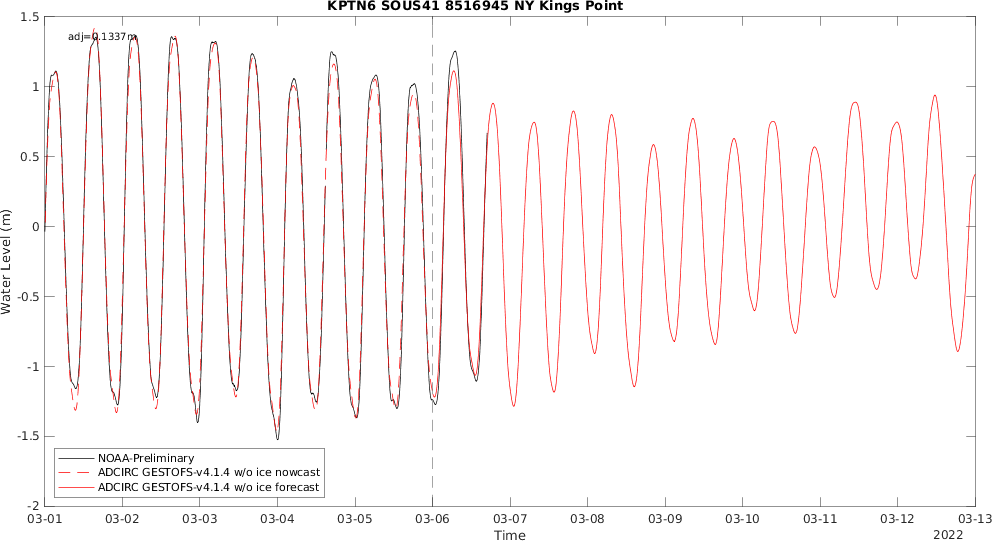 KPTN6 SOUS41 8516945 NY Kings Point
adj=0.1337m
1.5
1
0.5
0
-0.5
-1
-1.5
-2
Water Level (m)
NOAA-Preliminary
ADCIRC GESTOFS-v4.1.4 w/o ice nowcast
ADCIRC GESTOFS-v4.1.4 w/o ice forecast
03-01 03-02 03-03 03-04 03-05 03-06 03-07 03-08 03-09 03-10 03-11 03-12 03-13
Time
2022